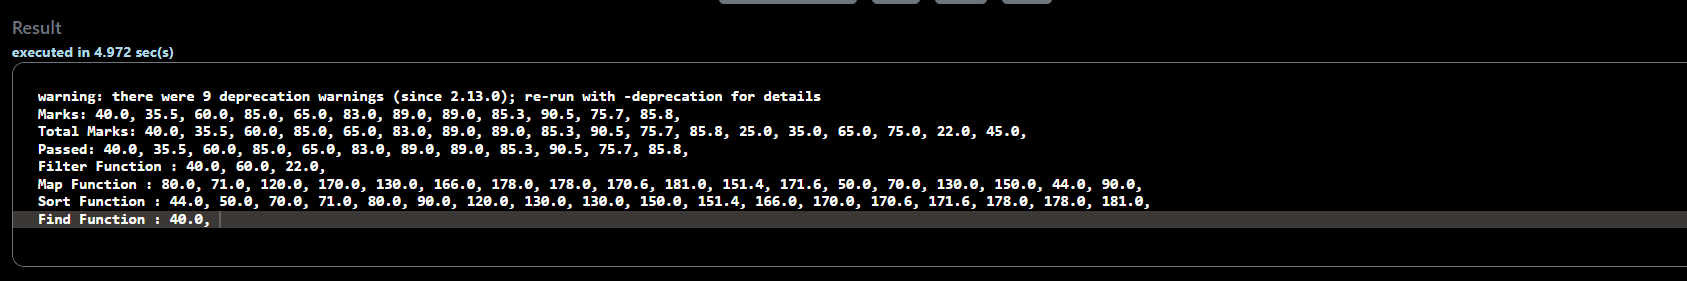 Result
executed in 4.972 sec(s)
warning: there were 9 deprecation warnings (since 2.13.0); re-run with -deprecation for details
Marks: 40.0, 35.5, 60.0, 85.0, 65.0, 83.0, 89.0, 89.0, 85.3, 90.5, 75.7, 85.8,
Total Marks: 40.0, 35.5, 60.0, 85.0, 65.0, 83.0, 89.0, 89.0, 85.3, 90.5, 75.7, 85.8, 25.0, 35.0, 65.0, 75.0, 22.0, 45.0,
Passed: 40.0, 35.5, 60.0, 85.0, 65.0, 83.0, 89.0, 89.0, 85.3, 90.5, 75.7, 85.8,
Filter Function : 40.0, 60.0, 22.0,
Map Function : 80.0, 71.0, 120.0, 170.0, 130.0, 166.0, 178.0, 178.0, 170.6, 181.0, 151.4, 171.6, 50.0, 70.0, 130.0, 150.0, 44.0, 90.0,
Sort Function : 44.0, 50.0, 70.0, 71.0, 80.0, 90.0, 120.0, 130.0, 130.0, 150.0, 151.4, 166.0, 170.0, 170.6, 171.6, 178.0, 178.0, 181.0,
Find Function : 40.0,